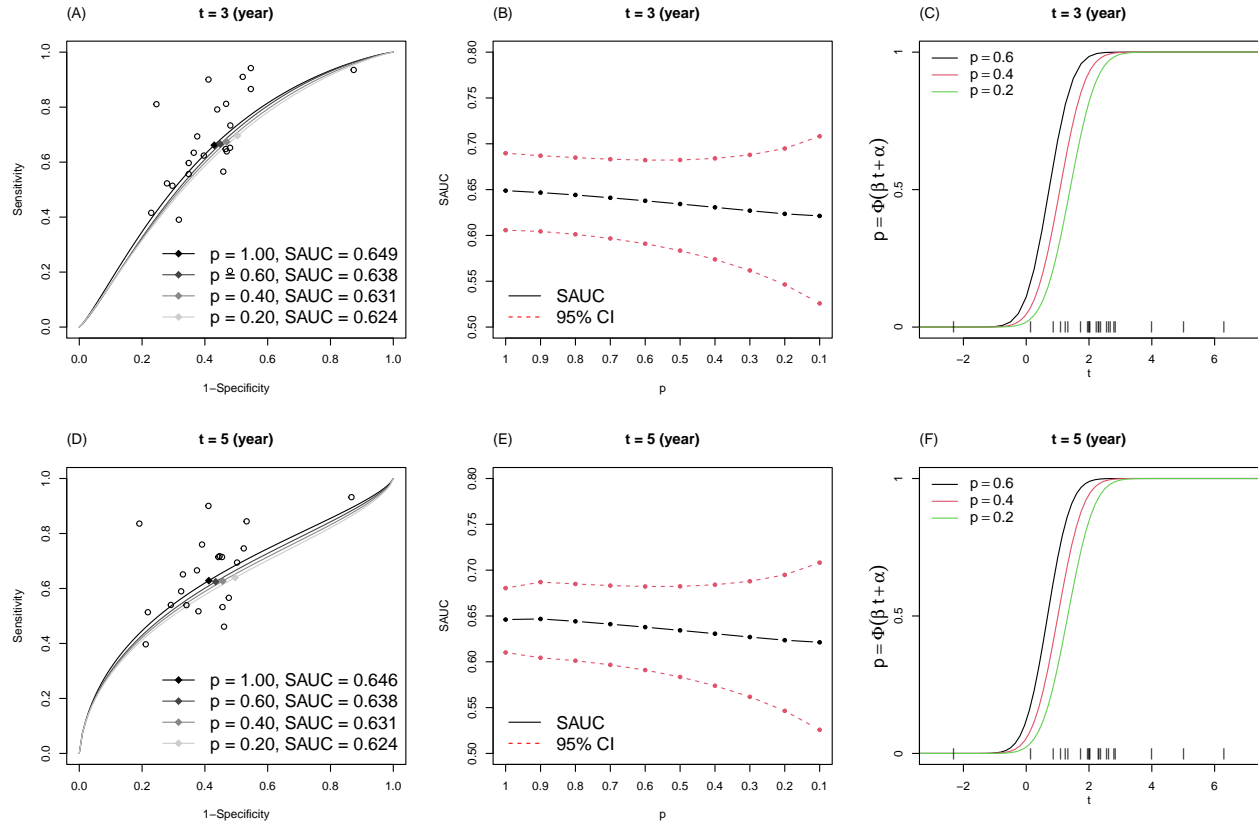 (A)
t = 3 (year)
Sensitivity
0.0
0.2
0.4
0.6
0.8
1.0
p = 1.00, SAUC = 0.649
p = 0.60, SAUC = 0.638
p = 0.40, SAUC = 0.631
p = 0.20, SAUC = 0.624
0.0 0.2 0.4 0.6 0.8 1.0
1−Specificity
(B)
t = 3 (year)
SAUC
0.50
0.55
0.60
0.65
0.70
0.75
0.80
SAUC
95% CI
1 0.9 0.8 0.7 0.6 0.5 0.4 0.3 0.2 0.1
p
(C)
t = 3 (year)
p = Φ(β t + α)
0
0.5
1
p = 0.6
p = 0.4
p = 0.2
−2 0 2 4 6
t
(D)
t = 5 (year)
Sensitivity
0.0
0.2
0.4
0.6
0.8
1.0
p = 1.00, SAUC = 0.646
p = 0.60, SAUC = 0.638
p = 0.40, SAUC = 0.631
p = 0.20, SAUC = 0.624
0.0 0.2 0.4 0.6 0.8 1.0
1−Specificity
(E)
t = 5 (year)
SAUC
0.50
0.55
0.60
0.65
0.70
0.75
0.80
SAUC
95% CI
1 0.9 0.8 0.7 0.6 0.5 0.4 0.3 0.2 0.1
p
(F)
t = 5 (year)
p = Φ(β t + α)
0
0.5
1
p = 0.6
p = 0.4
p = 0.2
−2 0 2 4 6
t